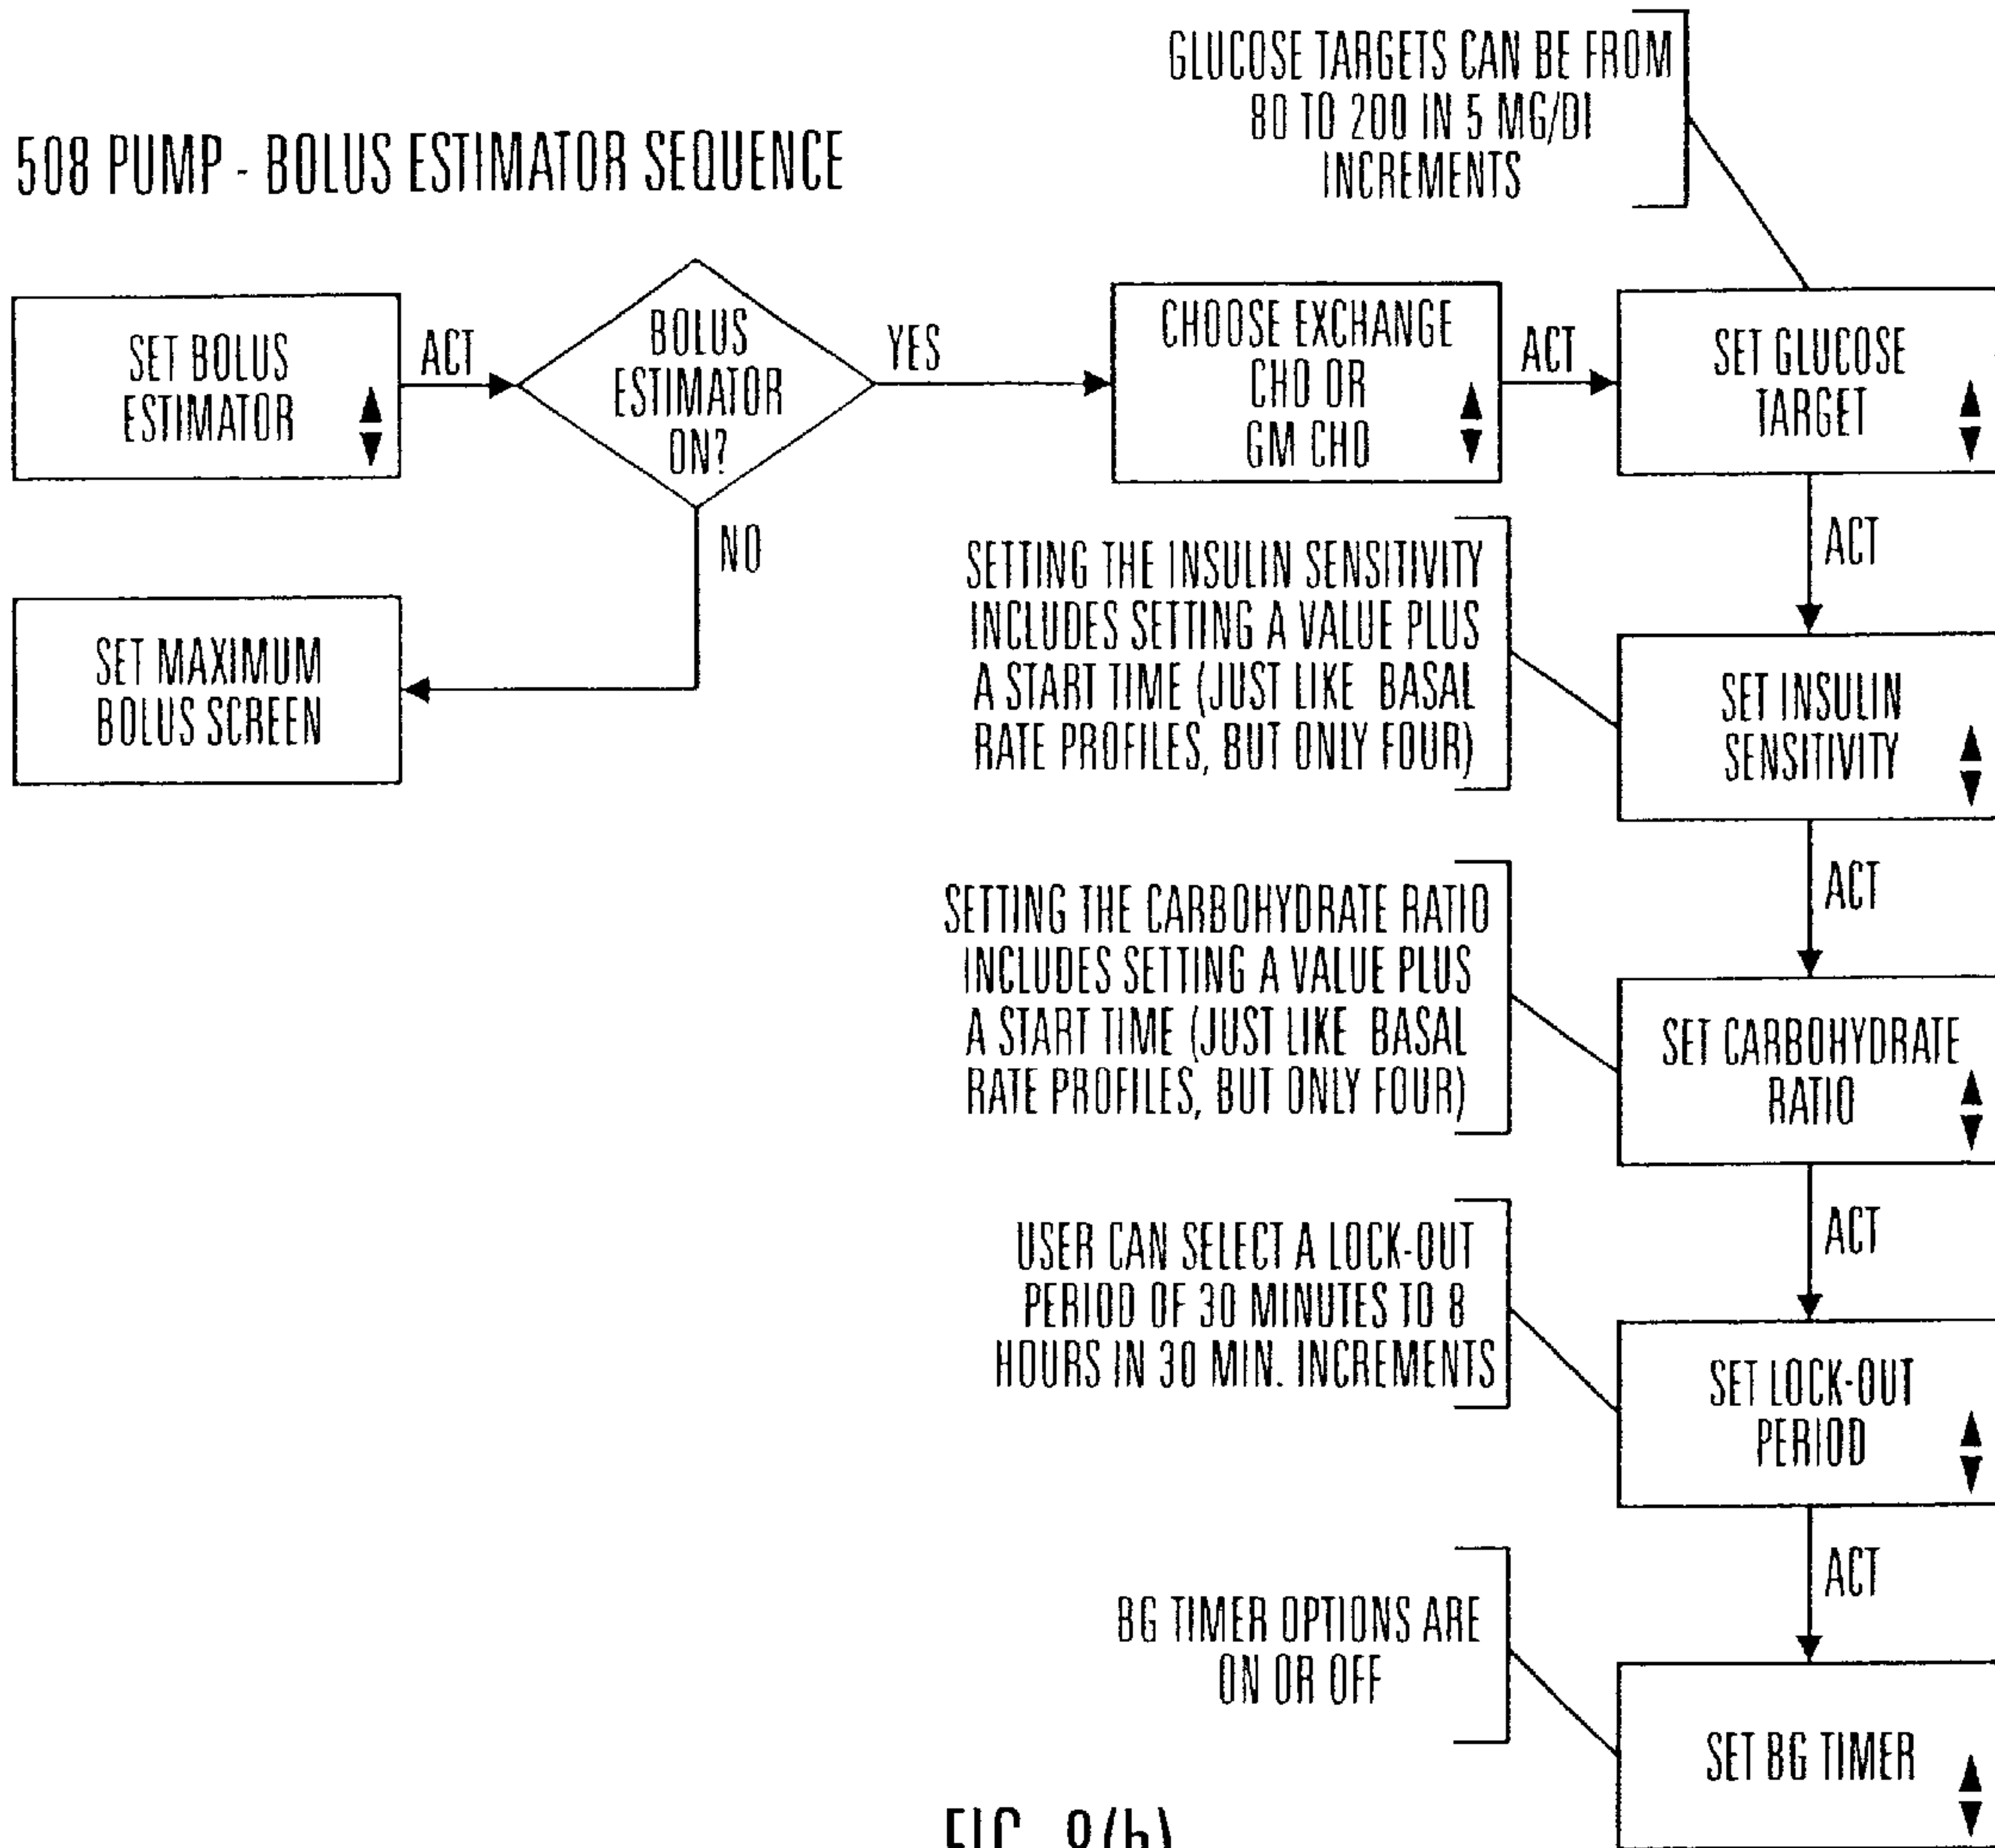 508 PUMP - BOLUS ESTIMATOR SEQUENCE
GLUCOSE TARGETS CAN BE FROM
80 TO 200 IN 5 MG/DI
INCREMENTS
SET BOLUS
ESTIMATOR
ACT
BOLUS
ESTIMATOR
ON?
YES
CHOOSE EXCHANGE
CHO OR
GM CHO
ACT
SET GLUCOSE
TARGET
NO
SET MAXIMUM
BOLUS SCREEN
ACT
SETTING THE INSULIN SENSITIVITY
INCLUDES SETTING A VALUE PLUS
A START TIME (JUST LIKE BASAL
RATE PROFILES, BUT ONLY FOUR)
SET INSULIN
SENSITIVITY
ACT
SETTING THE CARBOHYDRATE RATIO
INCLUDES SETTING A VALUE PLUS
A START TIME (JUST LIKE BASAL
RATE PROFILES, BUT ONLY FOUR)
SET CARBOHYDRATE
RATIO
ACT
USER CAN SELECT A LOCK-OUT
PERIOD OF 30 MINUTES TO 8
HOURS IN 30 MIN. INCREMENTS
SET LOCK-OUT
PERIOD
ACT
BG TIMER OPTIONS ARE
ON OR OFF
SET BG TIMER
FIG. 8(b)